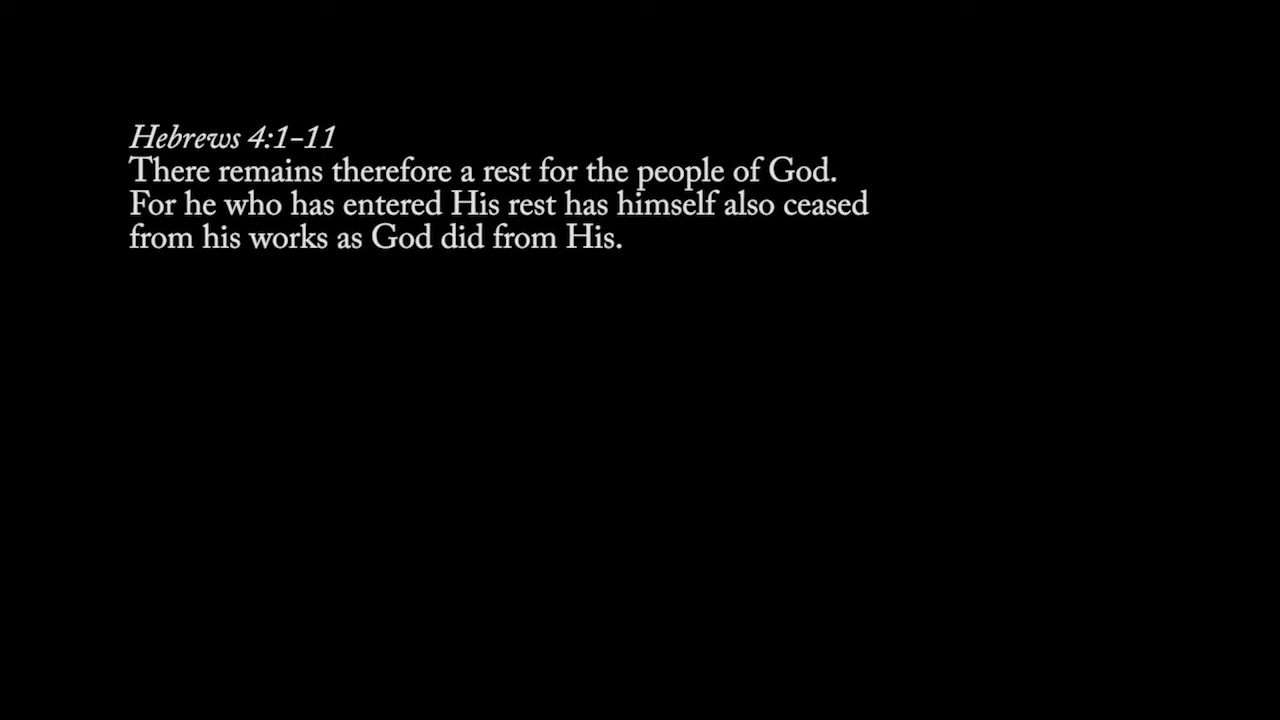 Hebrews 4:1-11
There remains therefore a rest for the people of God.
For he who has entered His rest has himself also ceased
from his works as God did from His.